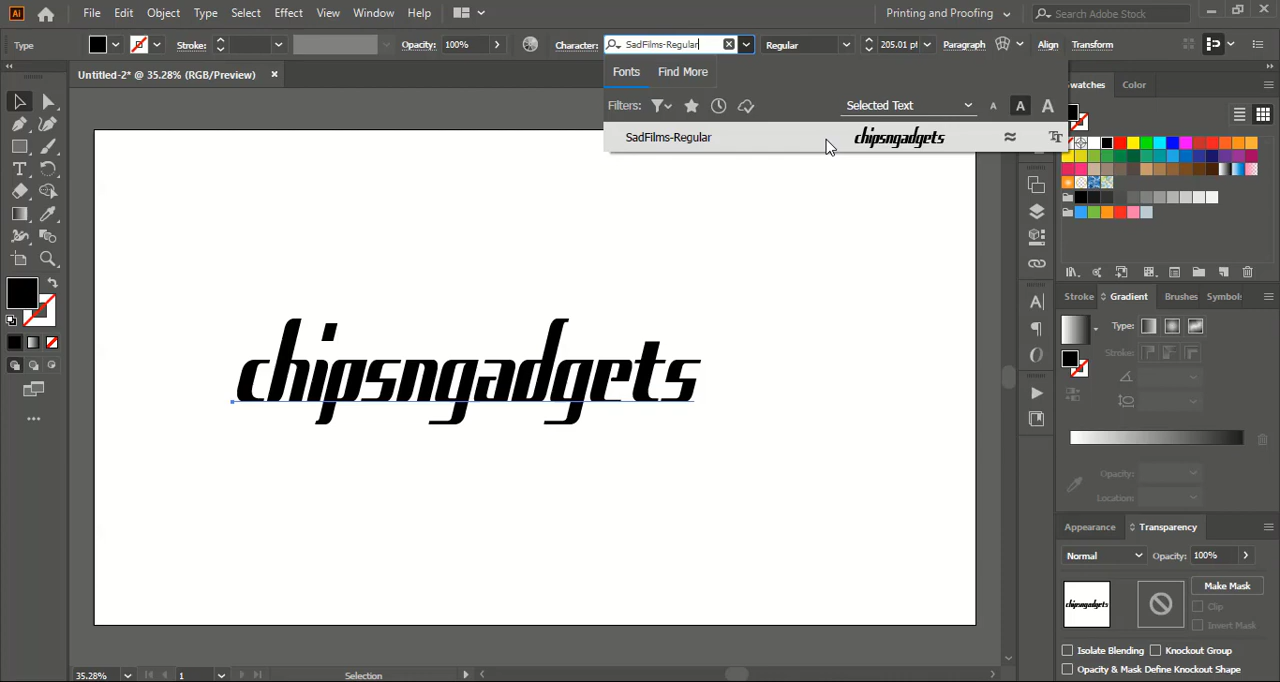 Ai File Edit Object Type Select Effect View Window Help Printing and Proofing Search Adobe Stock
Type Stroke: Opacity: 100% Character: SadFilms-Regular Regular 205.01 pt Paragraph Align Transform
Untitled-2* @ 35.28% (RGB/Preview)
Fonts Find More
Swatches Color
Filters: Selected Text A A A
SadFilms-Regular chipsngadgets
Stroke Gradient Brushes Symbols
Type:
Stroke:
chipsngadgets
Opacity:
Location:
Appearance Transparency
Normal Opacity: 100%
Make Mask
chipsngadgets
Clip
Invert Mask
Isolate Blending Knockout Group
Opacity & Mask Define Knockout Shape
35.28% 1 Selection